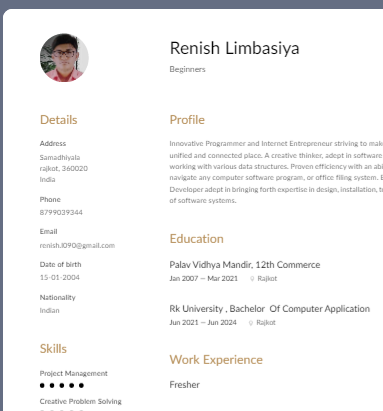 Renish Limbasiya
Beginners
Details
Address
Samadhiyala
rajkot, 360020
India
Phone
8799039344
Email
renish.l090@gmail.com
Date of birth
15-01-2004
Nationality
Indian
Skills
Project Management
Creative Problem Solving
Profile
Innovative Programmer and Internet Entrepreneur striving to mak
unified and connected place. A creative thinker, adept in software
working with various data structures. Proven efficiency with an abi
navigate any computer software program, or office filing system. E
Developer adept in bringing forth expertise in design, installation, t
of software systems.
Education
Palav Vidhya Mandir, 12th Commerce
Jan 2007 — Mar 2021 Rajkot
Rk University , Bachelor Of Computer Application
Jun 2021 — Jun 2024 Rajkot
Work Experience
Fresher